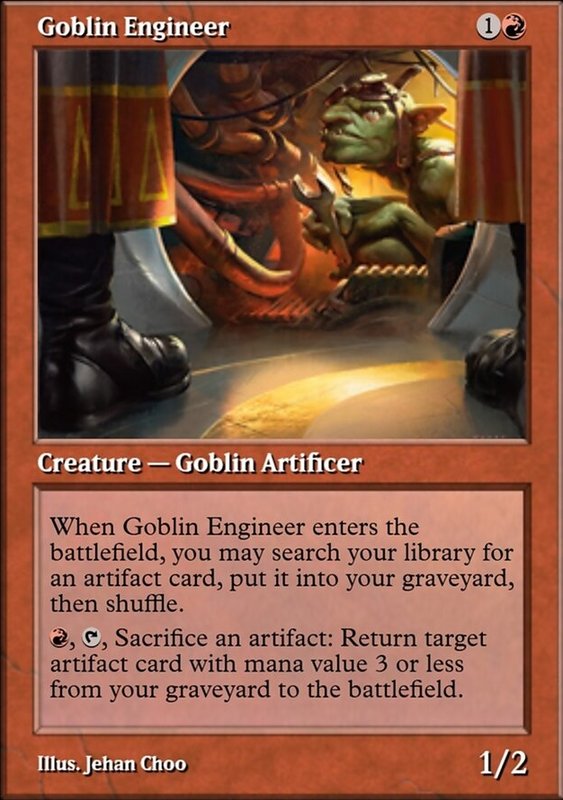 Goblin Engineer 1
Creature — Goblin Artificer
When Goblin Engineer enters the
battlefield, you may search your library for
an artifact card, put it into your graveyard,
then shuffle.
, , Sacrifice an artifact: Return target
artifact card with mana value 3 or less
from your graveyard to the battlefield.
Illus. Jehan Choo
1/2